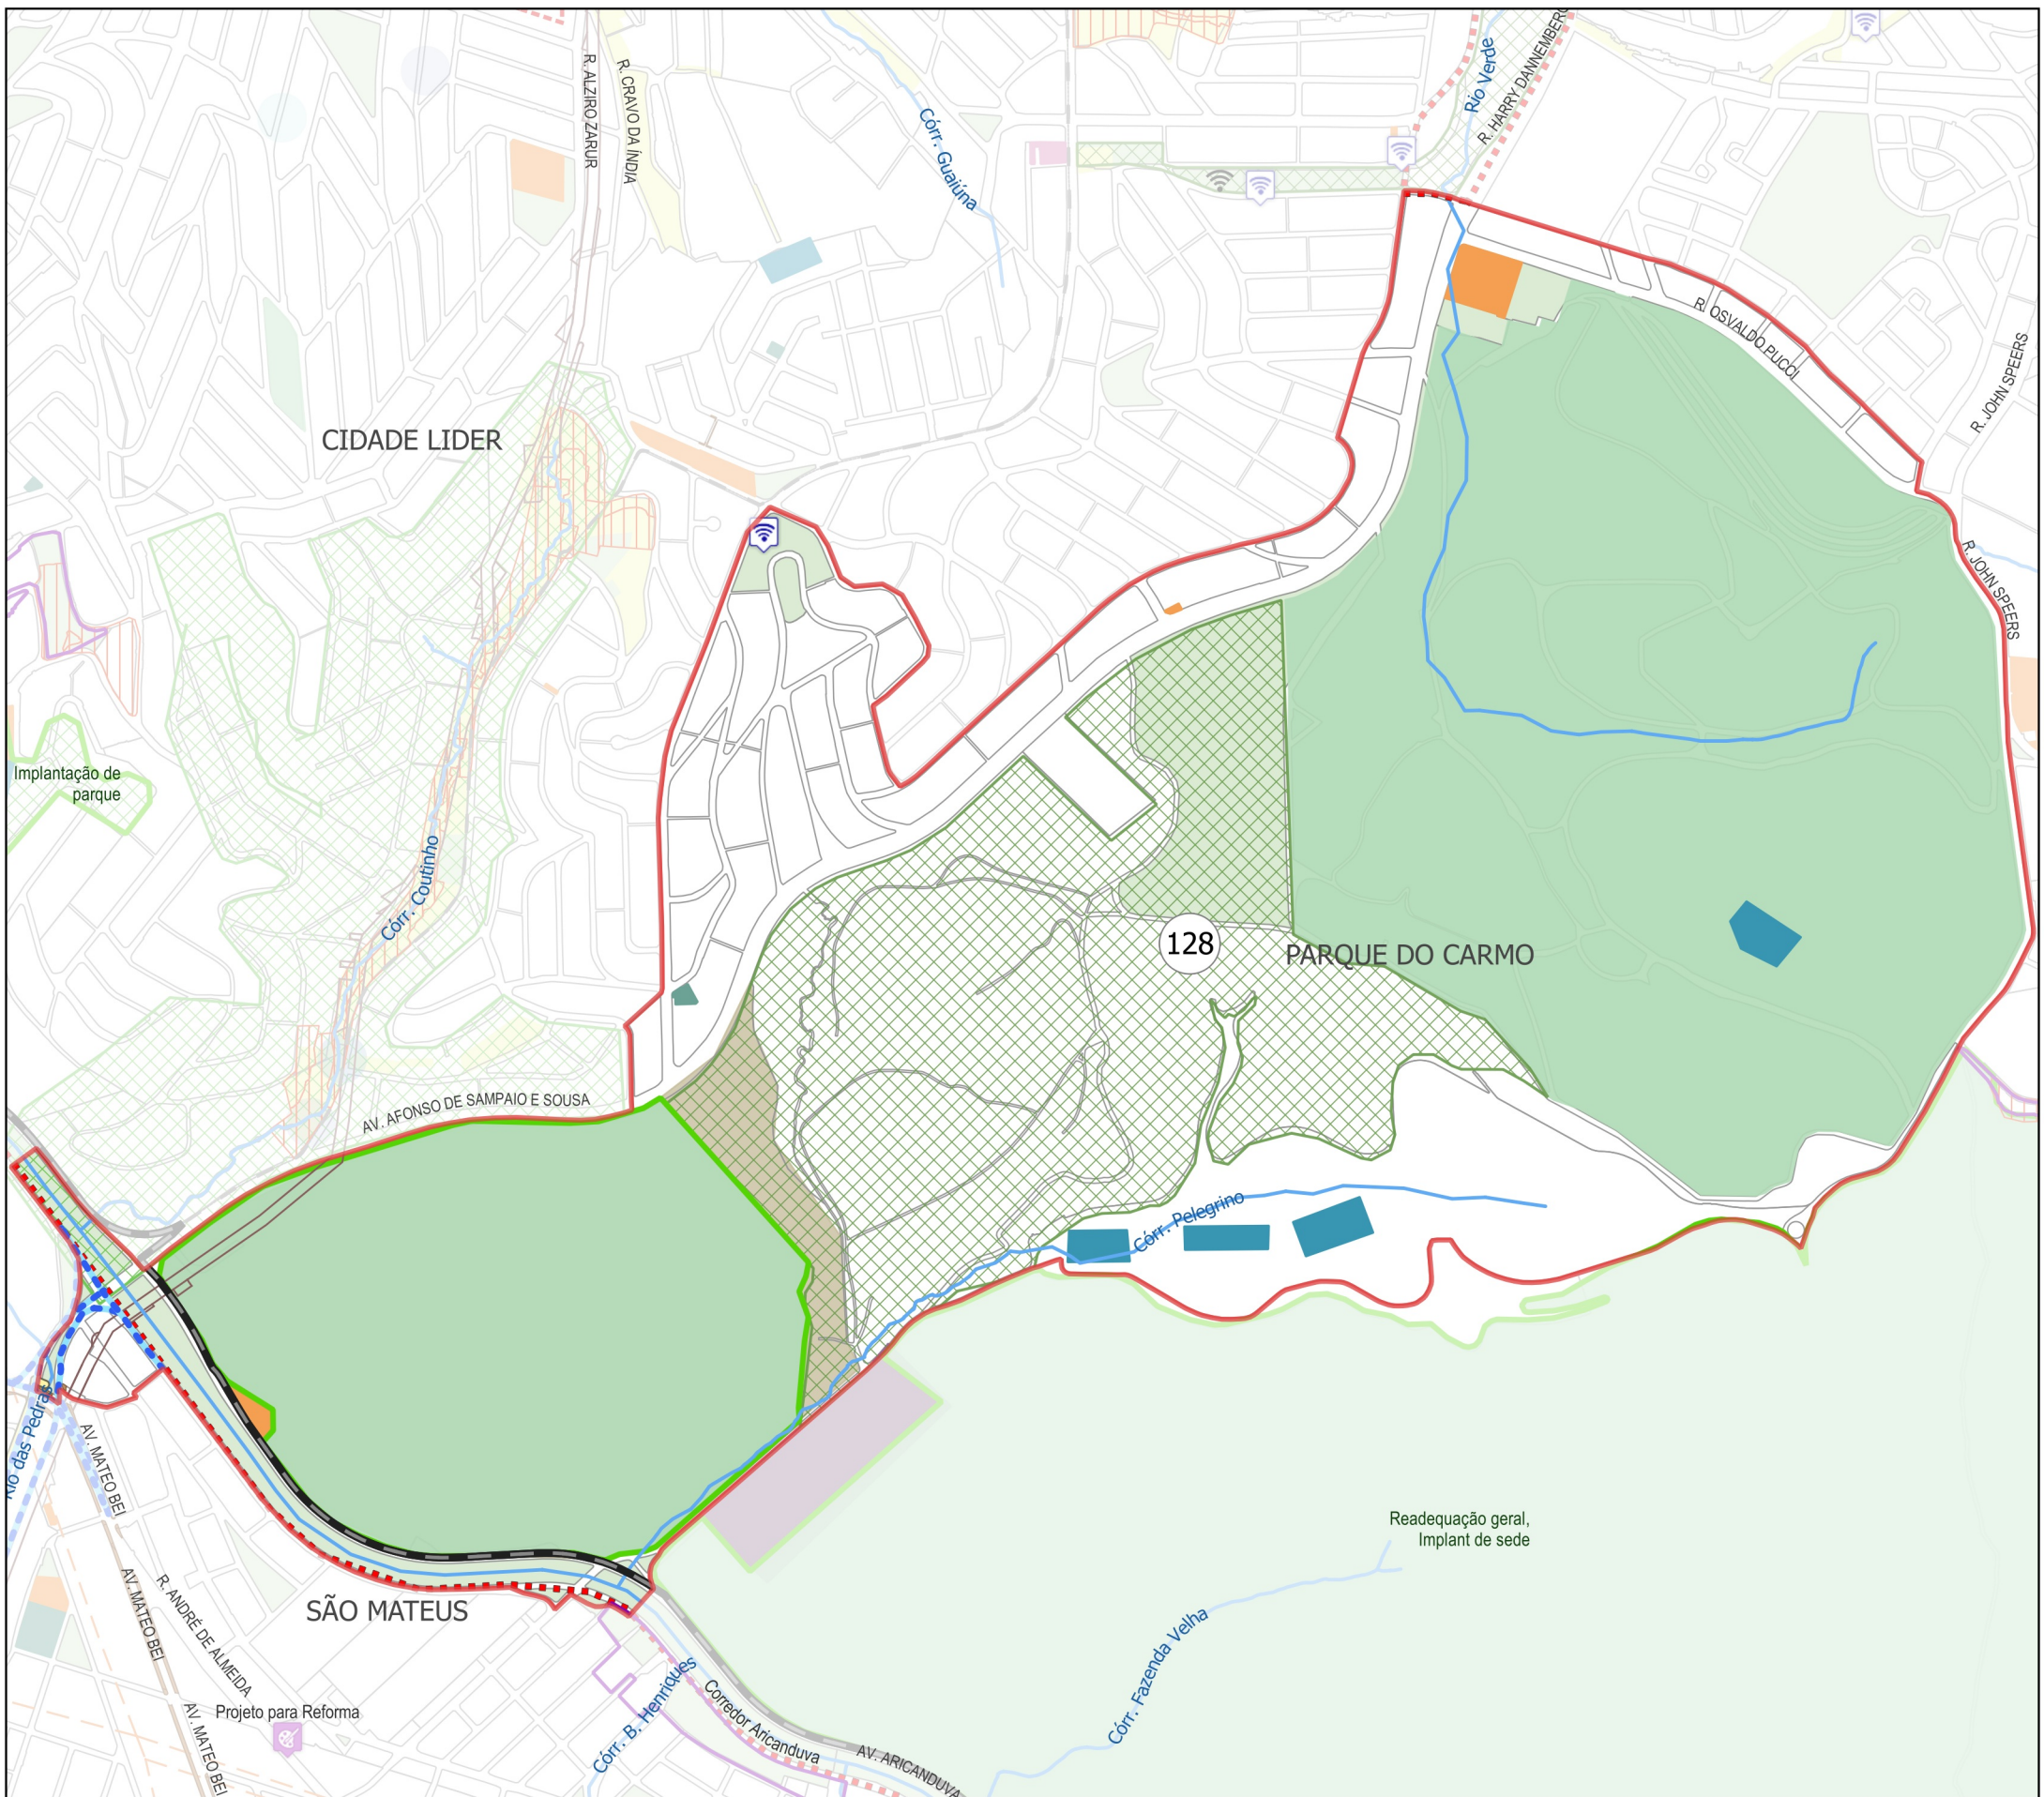 R. ALZIRO ZARUR
R. CRAVO DA ÍNDIA
Córr. Guaiúna
Rio Verde
R. HARRY DANNEMBERG
R. OSVALDO PUCCI
R. JOHN SPEERS
CIDADE LIDER
R. JOHN SPEERS
Implantação de
parque
Córr. Coutinho
128
PARQUE DO CARMO
AV. AFONSO DE SAMPAIO E SOUSA
Córr. Pelegrino
Rio das Pedras
AV. MATEO BEI
Readequação geral,
Implant de sede
AV. MATEO BEI
R. ANDRÉ DE ALMEIDA
SÃO MATEUS
Córr. Fazenda Velha
Projeto para Reforma
AV. MATEO BEI
Córr. B. Henriques
Corredor Aricanduva
AV. ARICANDUVA